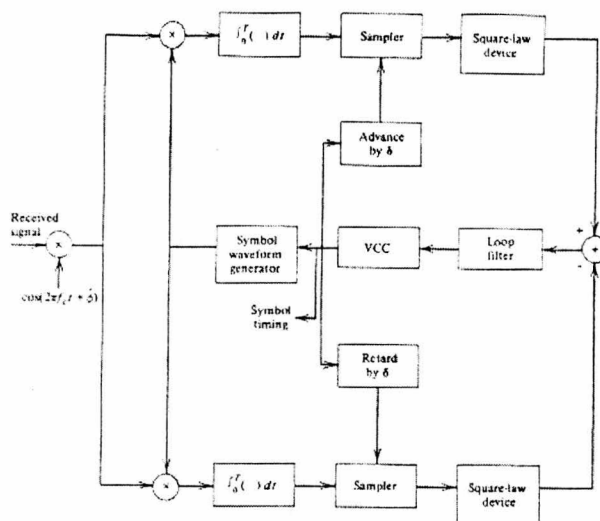 ∫₀ᵀ( ) dt
Sampler
Square-law
device
Advance
by δ
Received
signal
Symbol
waveform
generator
VCC
Loop
filter
+
+
-
cos(2πf_c t + φ̂)
Symbol
timing
Retard
by δ
∫₀ᵀ( ) dt
Sampler
Square-law
device
×
×
×